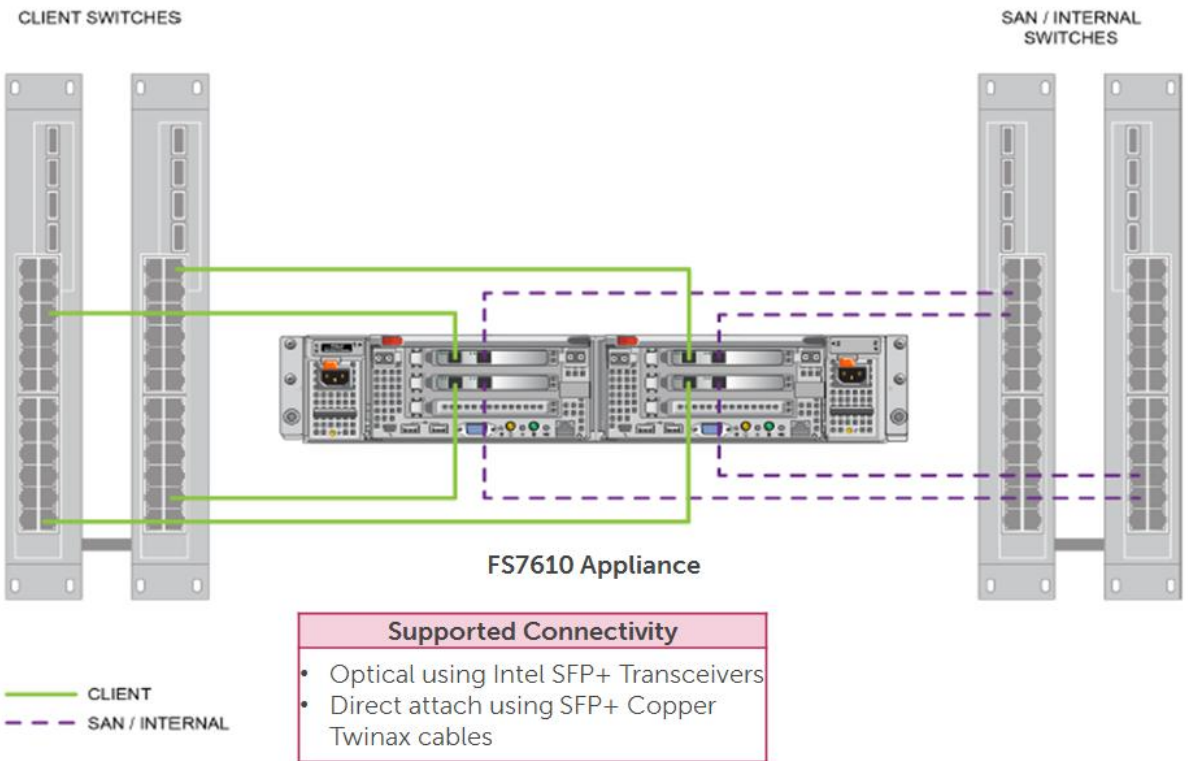 CLIENT SWITCHES
SAN / INTERNAL
SWITCHES
FS7610 Appliance
Supported Connectivity
• Optical using Intel SFP+ Transceivers
• Direct attach using SFP+ Copper
Twinax cables
CLIENT
SAN / INTERNAL